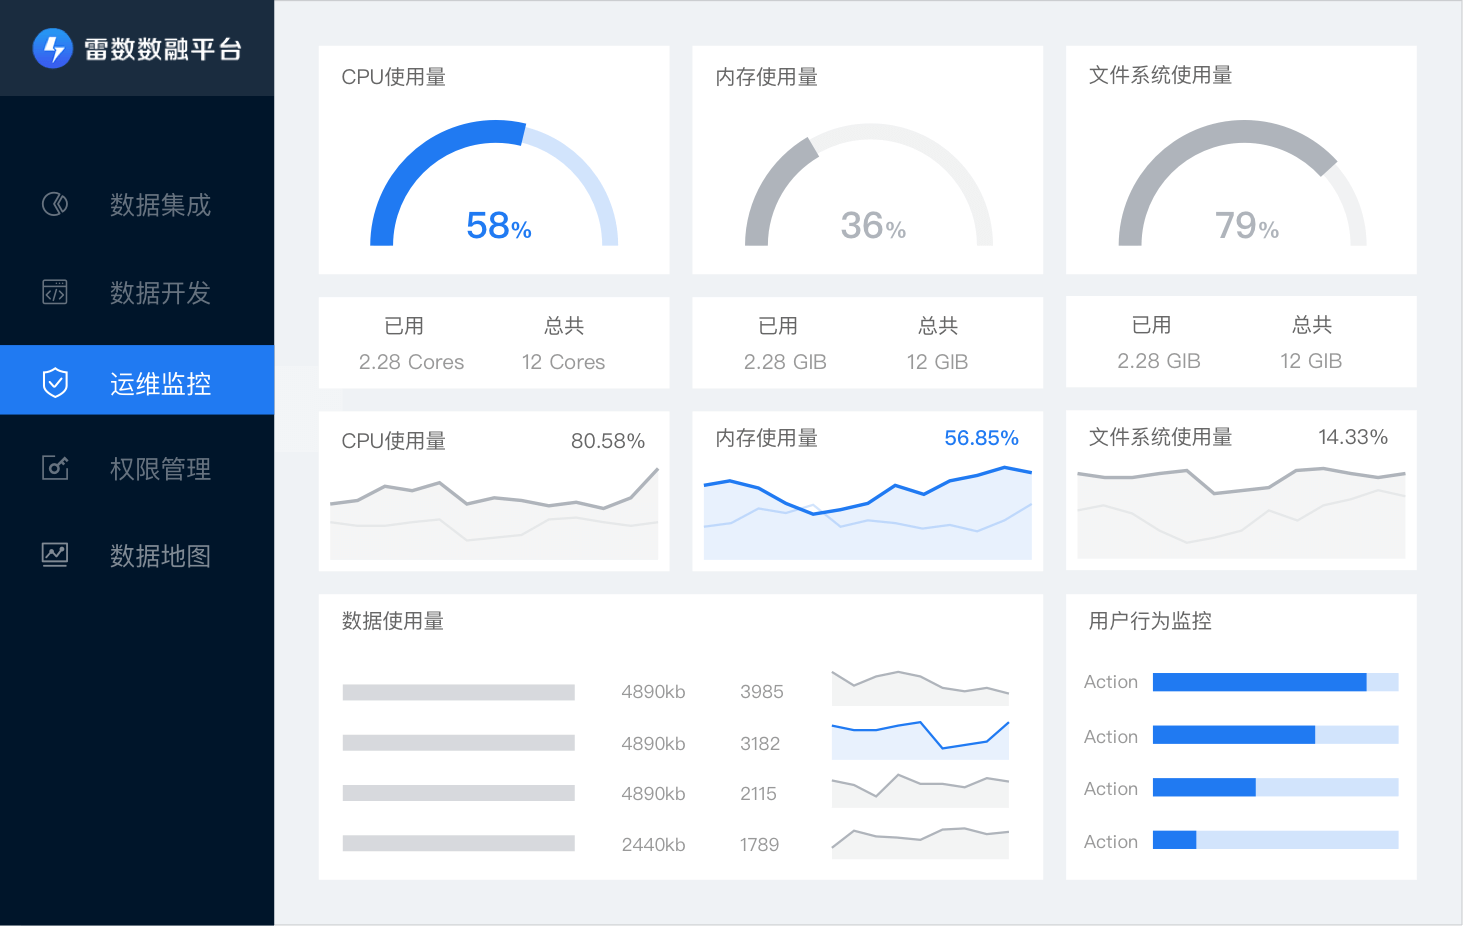 雷数数融平台
数据集成
数据开发
运维监控
权限管理
数据地图
CPU使用量
58%
内存使用量
36%
文件系统使用量
79%
已用 总共
2.28 Cores 12 Cores
已用 总共
2.28 GIB 12 GIB
已用 总共
2.28 GIB 12 GIB
CPU使用量 80.58%
内存使用量 56.85%
文件系统使用量 14.33%
数据使用量
4890kb 3985
4890kb 3182
4890kb 2115
2440kb 1789
用户行为监控
Action
Action
Action
Action